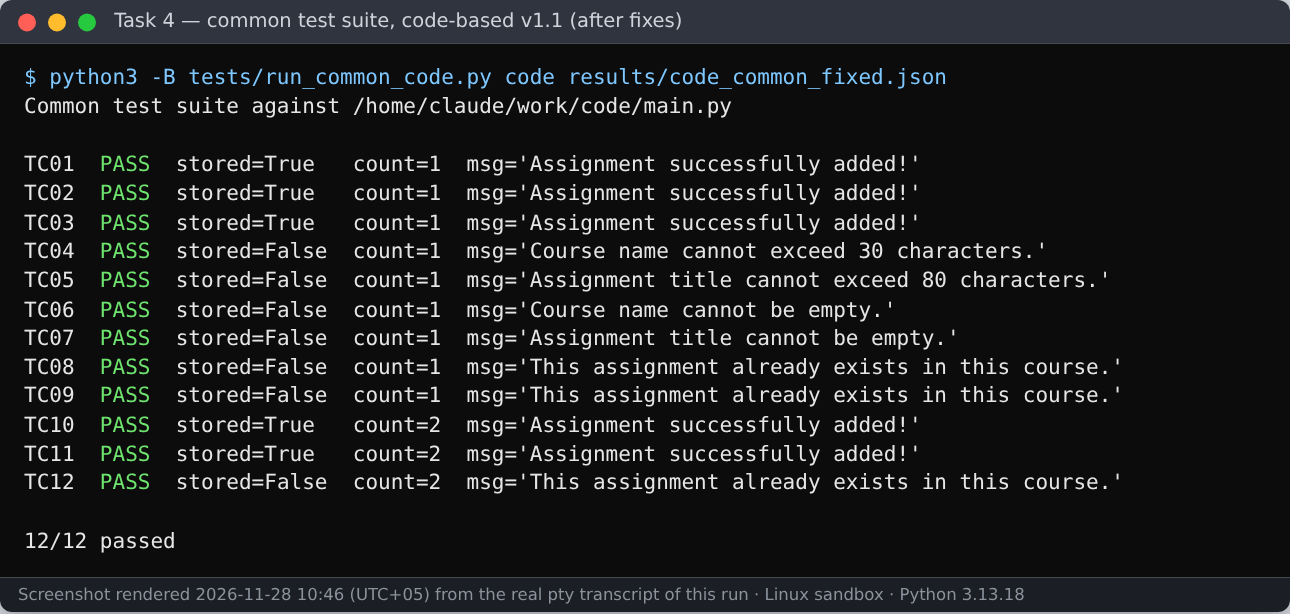 Task 4 — common test suite, code-based v1.1 (after fixes)
$ python3 -B tests/run_common_code.py code results/code_common_fixed.json
Common test suite against /home/claude/work/code/main.py
TC01  PASS  stored=True   count=1  msg='Assignment successfully added!'
TC02  PASS  stored=True   count=1  msg='Assignment successfully added!'
TC03  PASS  stored=True   count=1  msg='Assignment successfully added!'
TC04  PASS  stored=False  count=1  msg='Course name cannot exceed 30 characters.'
TC05  PASS  stored=False  count=1  msg='Assignment title cannot exceed 80 characters.'
TC06  PASS  stored=False  count=1  msg='Course name cannot be empty.'
TC07  PASS  stored=False  count=1  msg='Assignment title cannot be empty.'
TC08  PASS  stored=False  count=1  msg='This assignment already exists in this course.'
TC09  PASS  stored=False  count=1  msg='This assignment already exists in this course.'
TC10  PASS  stored=True   count=2  msg='Assignment successfully added!'
TC11  PASS  stored=True   count=2  msg='Assignment successfully added!'
TC12  PASS  stored=False  count=2  msg='This assignment already exists in this course.'
12/12 passed
Screenshot rendered 2026-11-28 10:46 (UTC+05) from the real pty transcript of this run · Linux sandbox · Python 3.13.18